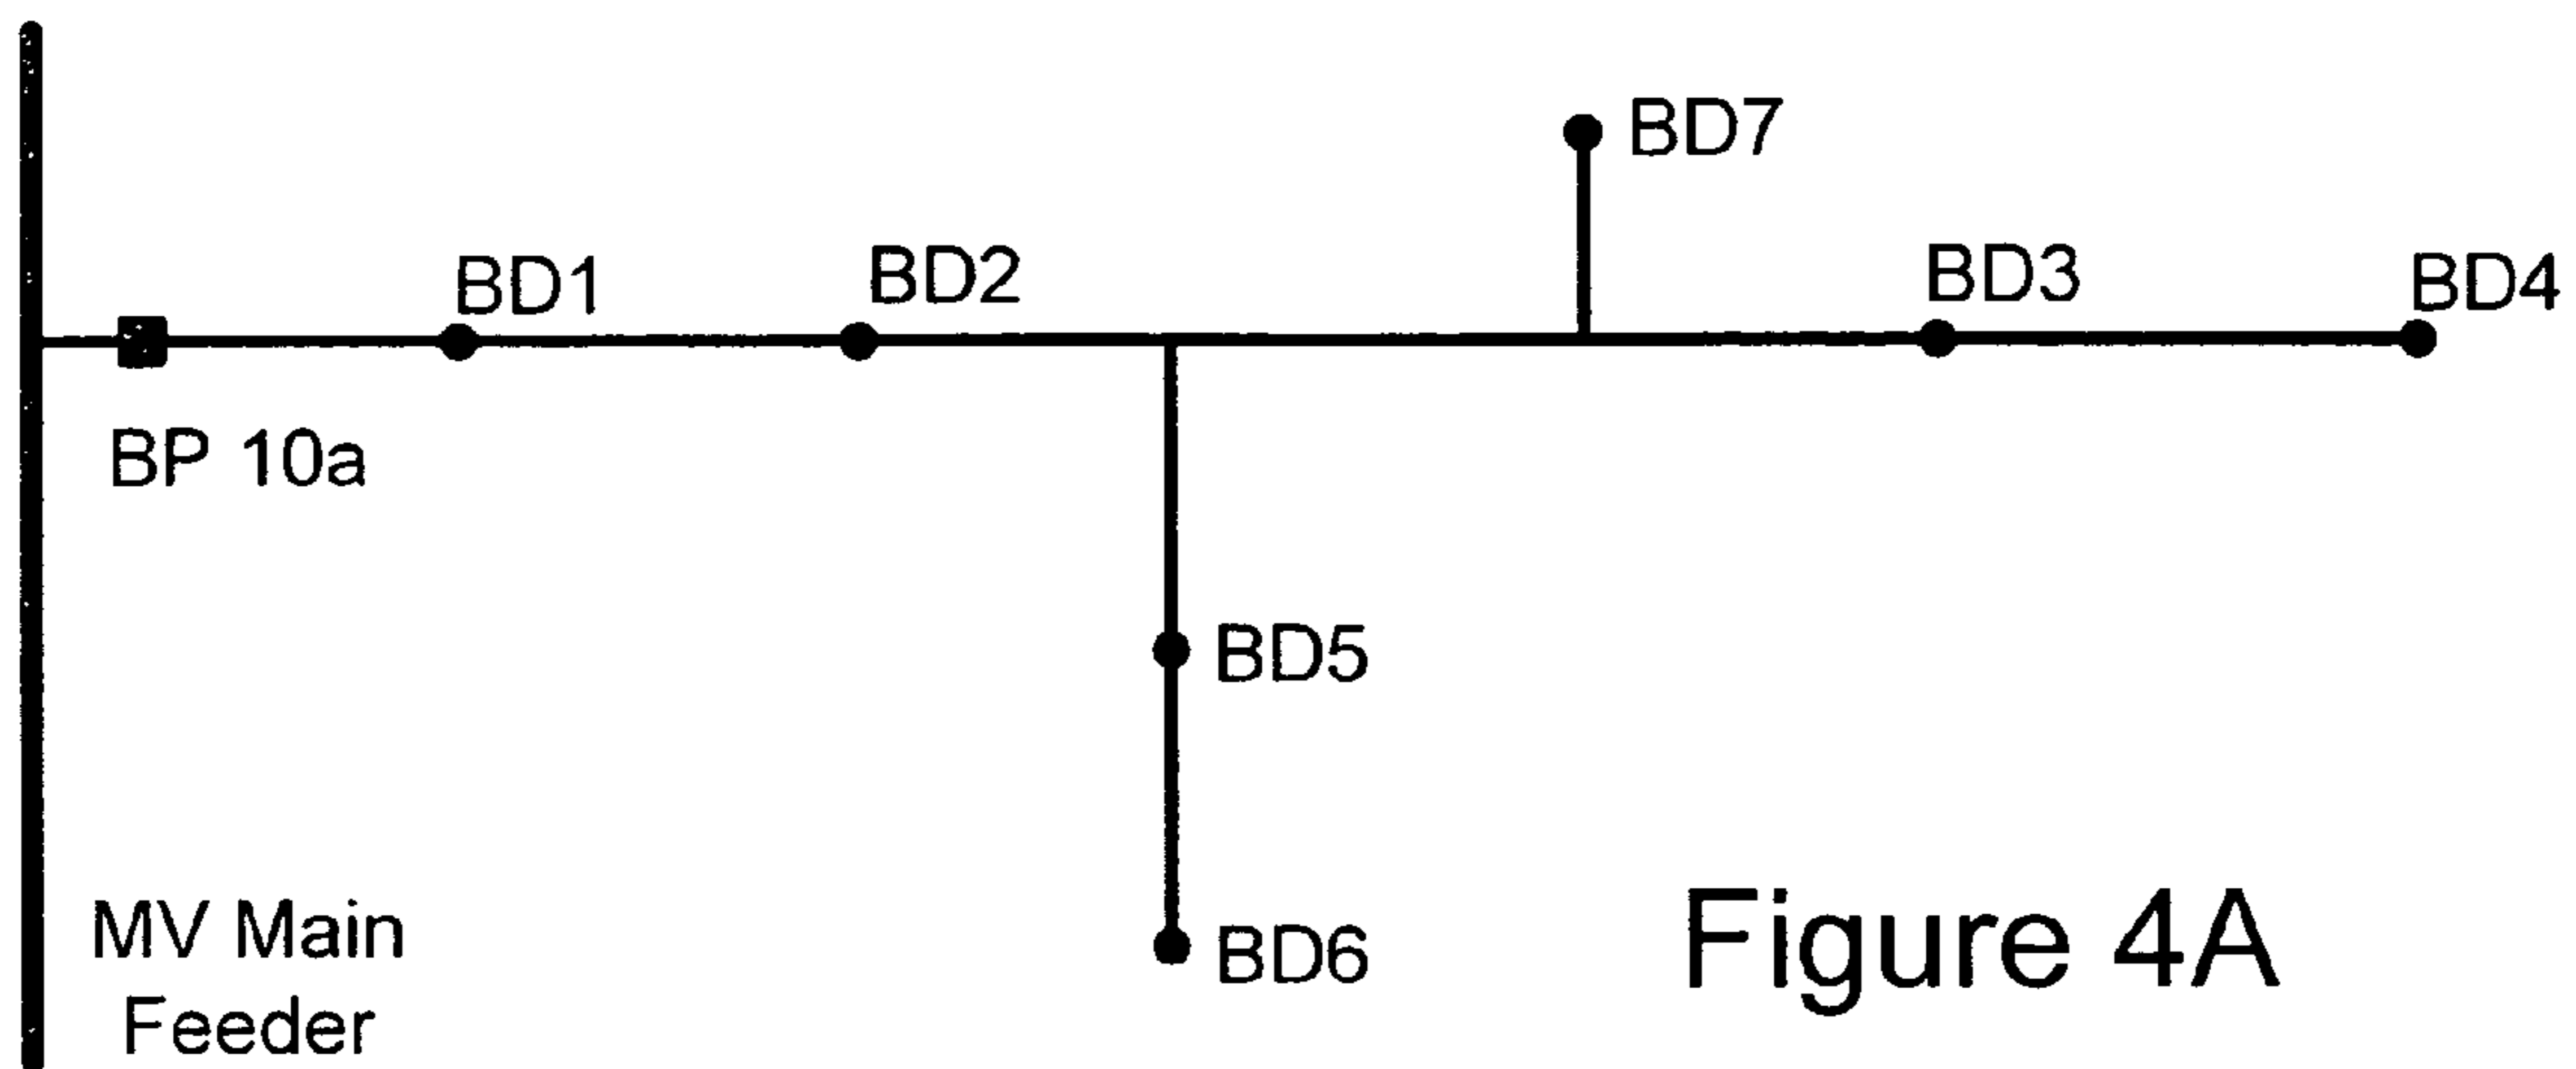 BD7
BD1
BD2
BD3
BD4
BP 10a
BD5
BD6
MV Main
Feeder
Figure 4A